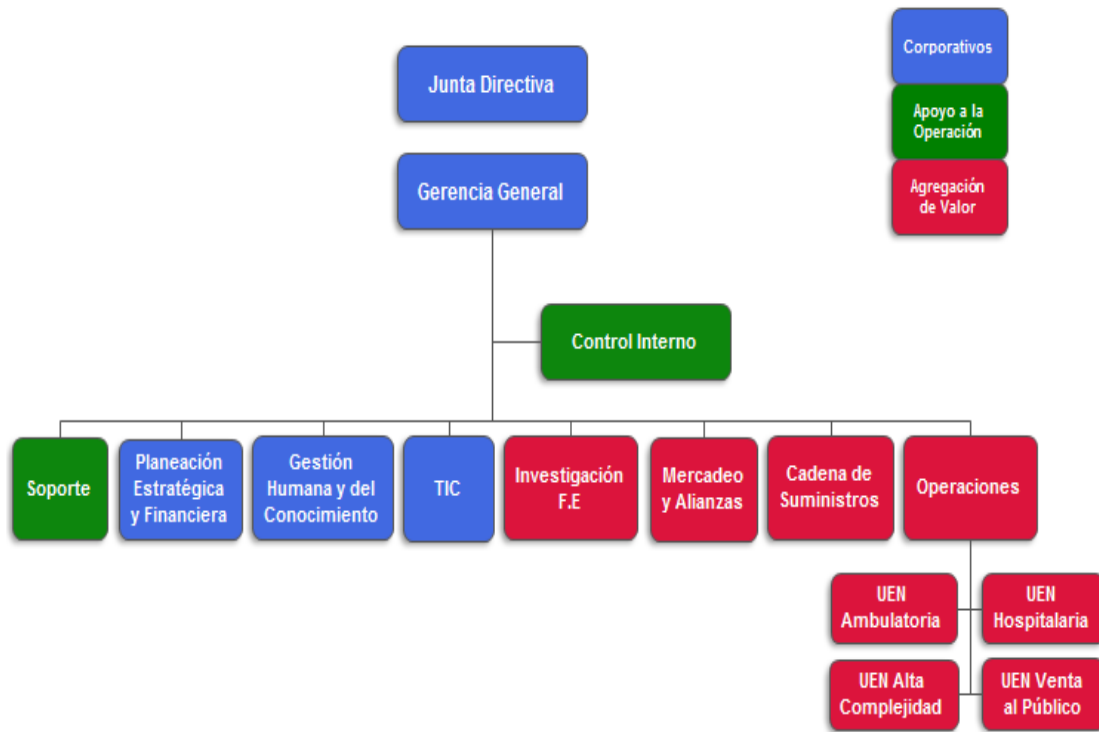 Junta Directiva
Gerencia General
Corporativos
Apoyo a la
Operación
Agregación
de Valor
Control Interno
Soporte
Planeación
Estratégica
y Financiera
Gestión
Humana y del
Conocimiento
TIC
Investigación
F.E
Mercadeo
y Alianzas
Cadena de
Suministros
Operaciones
UEN
Ambulatoria
UEN
Hospitalaria
UEN Alta
Complejidad
UEN Venta
al Público